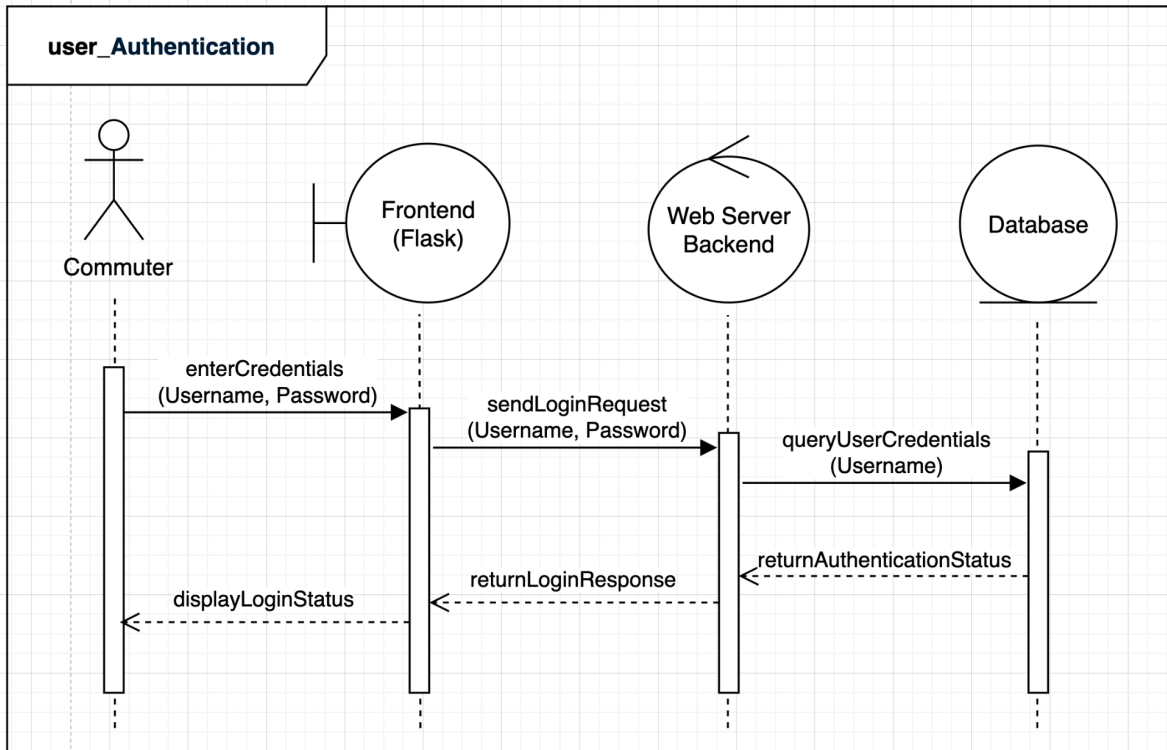 user_Authentication
Commuter
Frontend
(Flask)
Web Server
Backend
Database
enterCredentials
(Username, Password)
sendLoginRequest
(Username, Password)
queryUserCredentials
(Username)
returnAuthenticationStatus
returnLoginResponse
displayLoginStatus